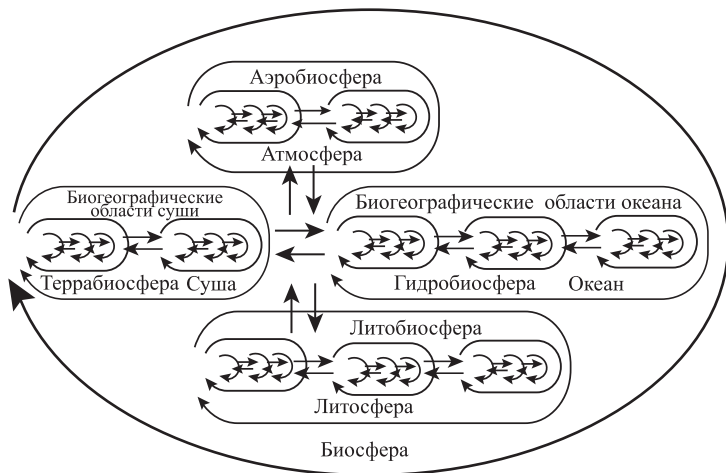 Аэробиосфера
Атмосфера
Биогеографические
области суши
Террабиосфера Суша
Биогеографические области океана
Гидробиосфера Океан
Литобиосфера
Литосфера
Биосфера